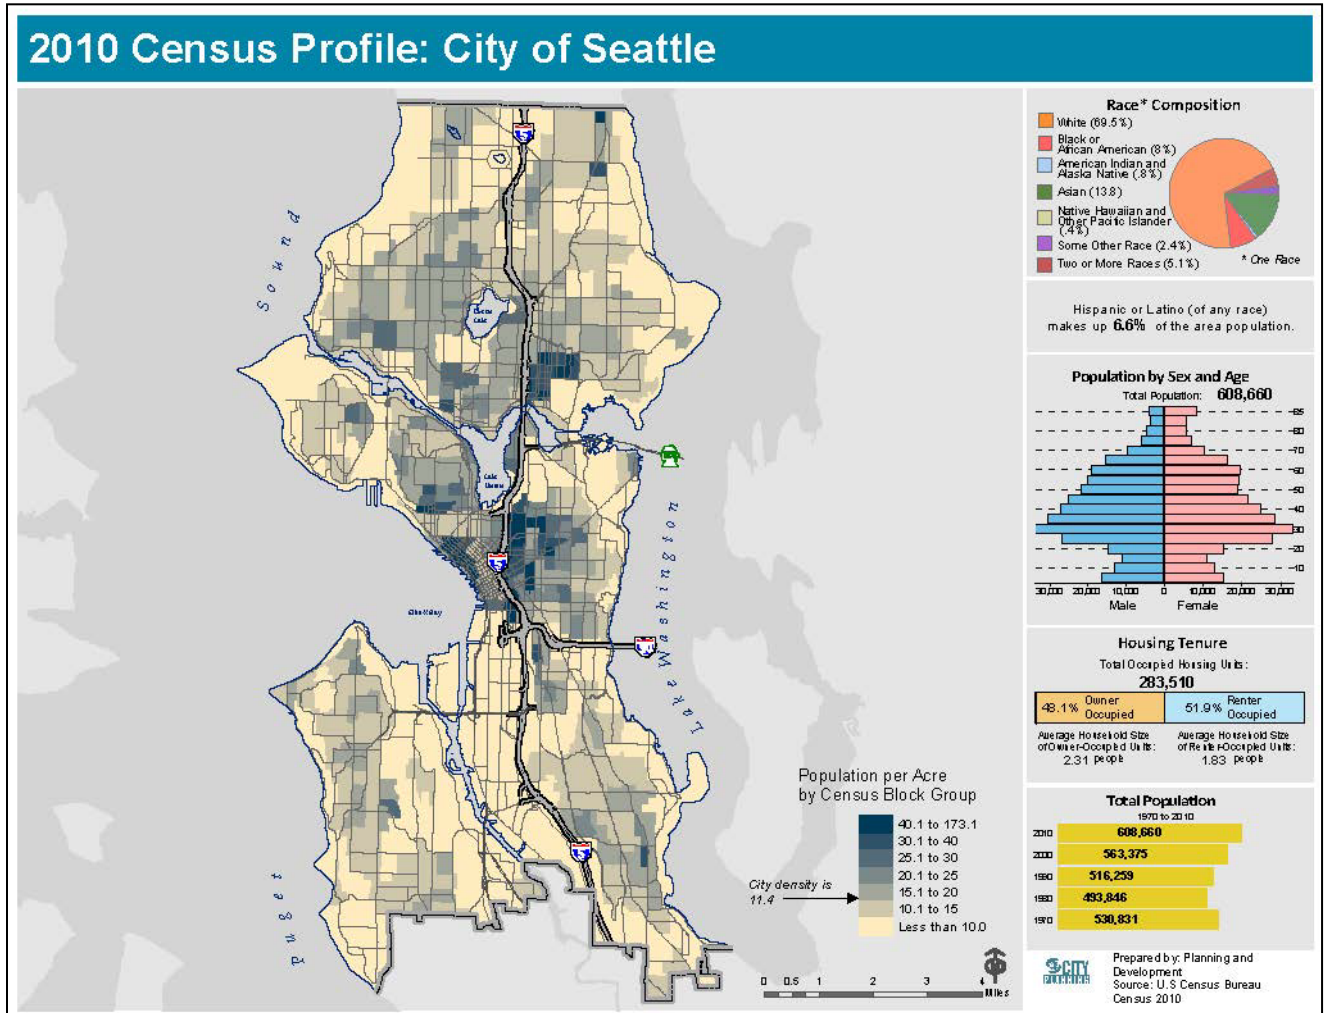 2010 Census Profile: City of Seattle
Race* Composition
White (69.5%)
Black or
African American (8%)
American Indian and
Alaska Native (.8%)
Asian (13.8)
Native Hawaiian and
Other Pacific Islander
(.4%)
Some Other Race (2.4%)
Two or More Races (5.1%)
* One Race
Hispanic or Latino (of any race)
makes up 6.6% of the area population.
Population by Sex and Age
Total Population: 608,660
85
80
70
60
50
40
30
20
10
30,000 20,000 10,000 0 10,000 20,000 30,000
Male Female
Housing Tenure
Total Occupied Housing Units:
283,510
48.1% Owner
Occupied
51.9% Renter
Occupied
Average Household Size
of Owner-Occupied Units:
2.31 people
Average Household Size
of Renter-Occupied Units:
1.83 people
Total Population
1970 to 2010
2010 608,660
2000 563,375
1990 516,259
1980 493,846
1970 530,831
CITY
PLANNING
Prepared by: Planning and
Development
Source: U.S Census Bureau
Census 2010
Sound
Puget
Lake Washington
Lake
Union
Elliott Bay
5
5
5
Population per Acre
by Census Block Group
40.1 to 173.1
30.1 to 40
25.1 to 30
20.1 to 25
15.1 to 20
10.1 to 15
Less than 10.0
City density is
11.4
0 0.5 1 2 3 4
Miles